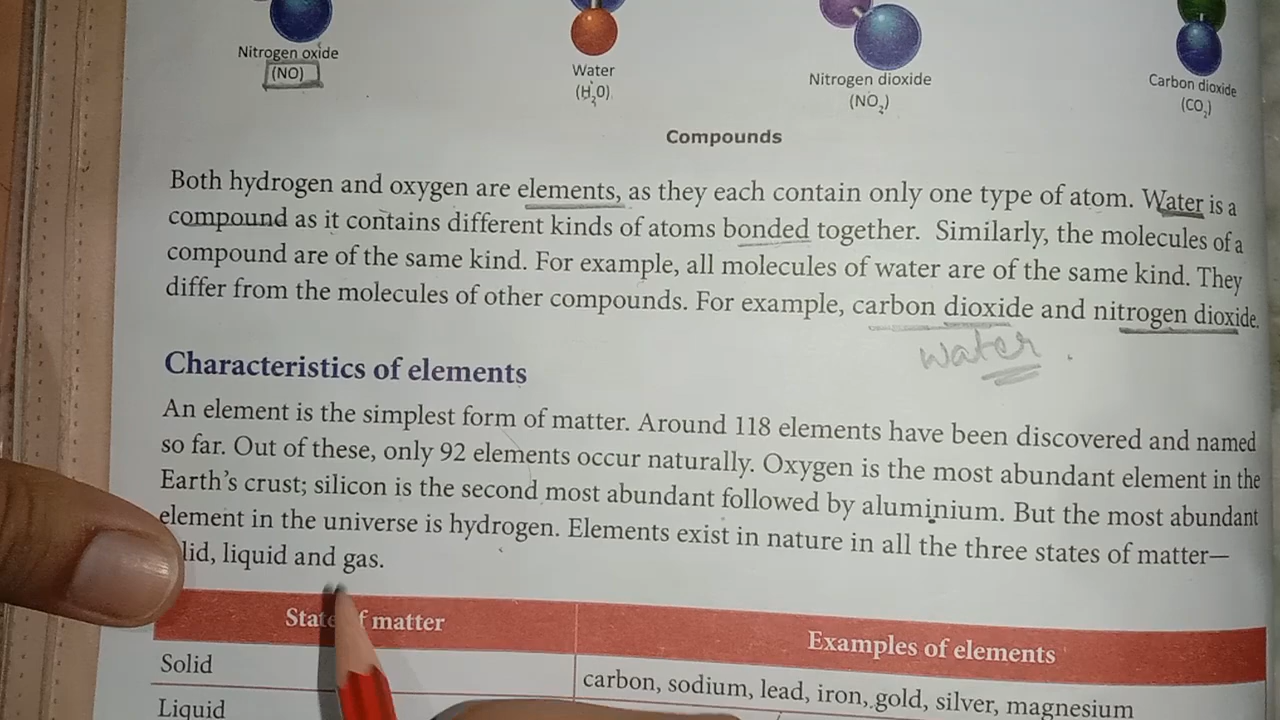 Nitrogen oxide
(NO)
Water
(H₂O)
Nitrogen dioxide
(NO₂)
Carbon dioxide
(CO₂)
Compounds
Both hydrogen and oxygen are elements, as they each contain only one type of atom. Water is a
compound as it contains different kinds of atoms bonded together. Similarly, the molecules of a
compound are of the same kind. For example, all molecules of water are of the same kind. They
differ from the molecules of other compounds. For example, carbon dioxide and nitrogen dioxide.
water
Characteristics of elements
An element is the simplest form of matter. Around 118 elements have been discovered and named
so far. Out of these, only 92 elements occur naturally. Oxygen is the most abundant element in the
Earth's crust; silicon is the second most abundant followed by aluminium. But the most abundant
element in the universe is hydrogen. Elements exist in nature in all the three states of matter—
lid, liquid and gas.
State f matter
Examples of elements
Solid
carbon, sodium, lead, iron, gold, silver, magnesium
Liquid